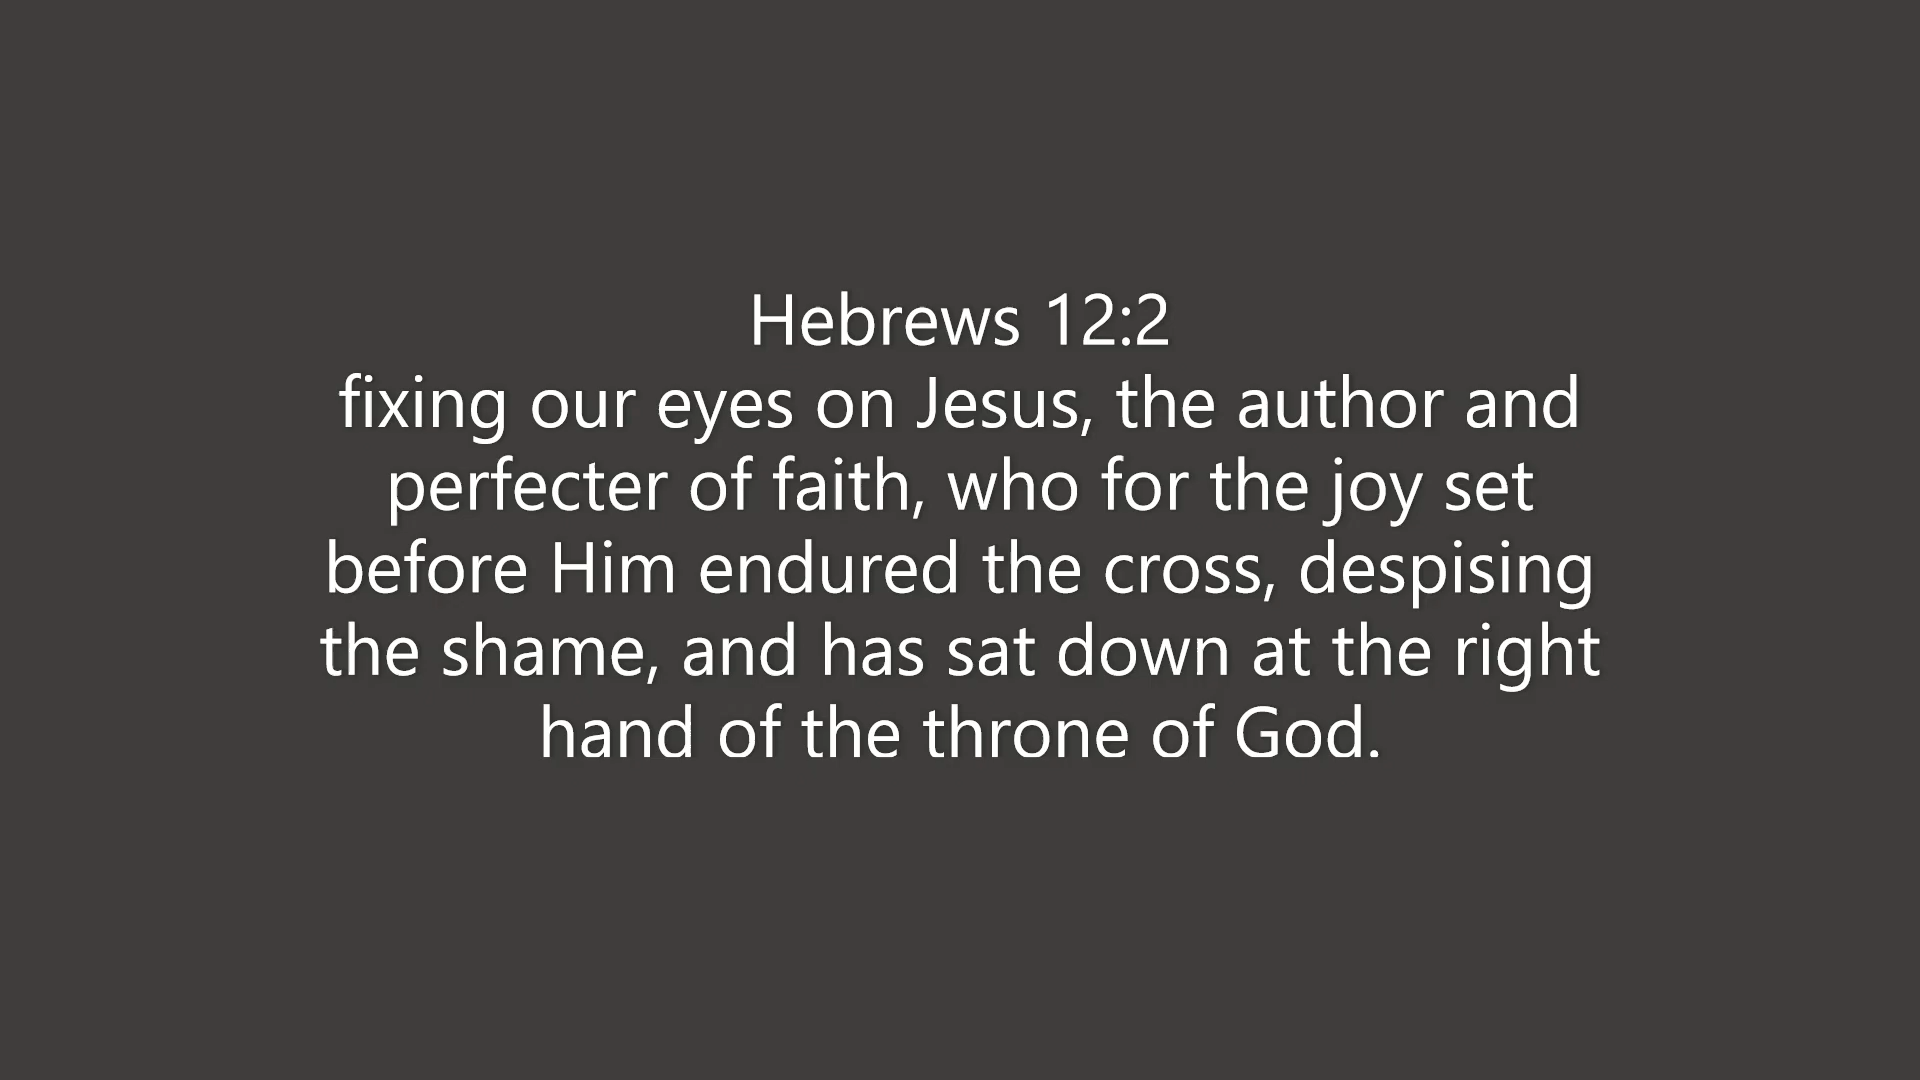 Hebrews 12:2
fixing our eyes on Jesus, the author and
perfecter of faith, who for the joy set
before Him endured the cross, despising
the shame, and has sat down at the right
hand of the throne of God.